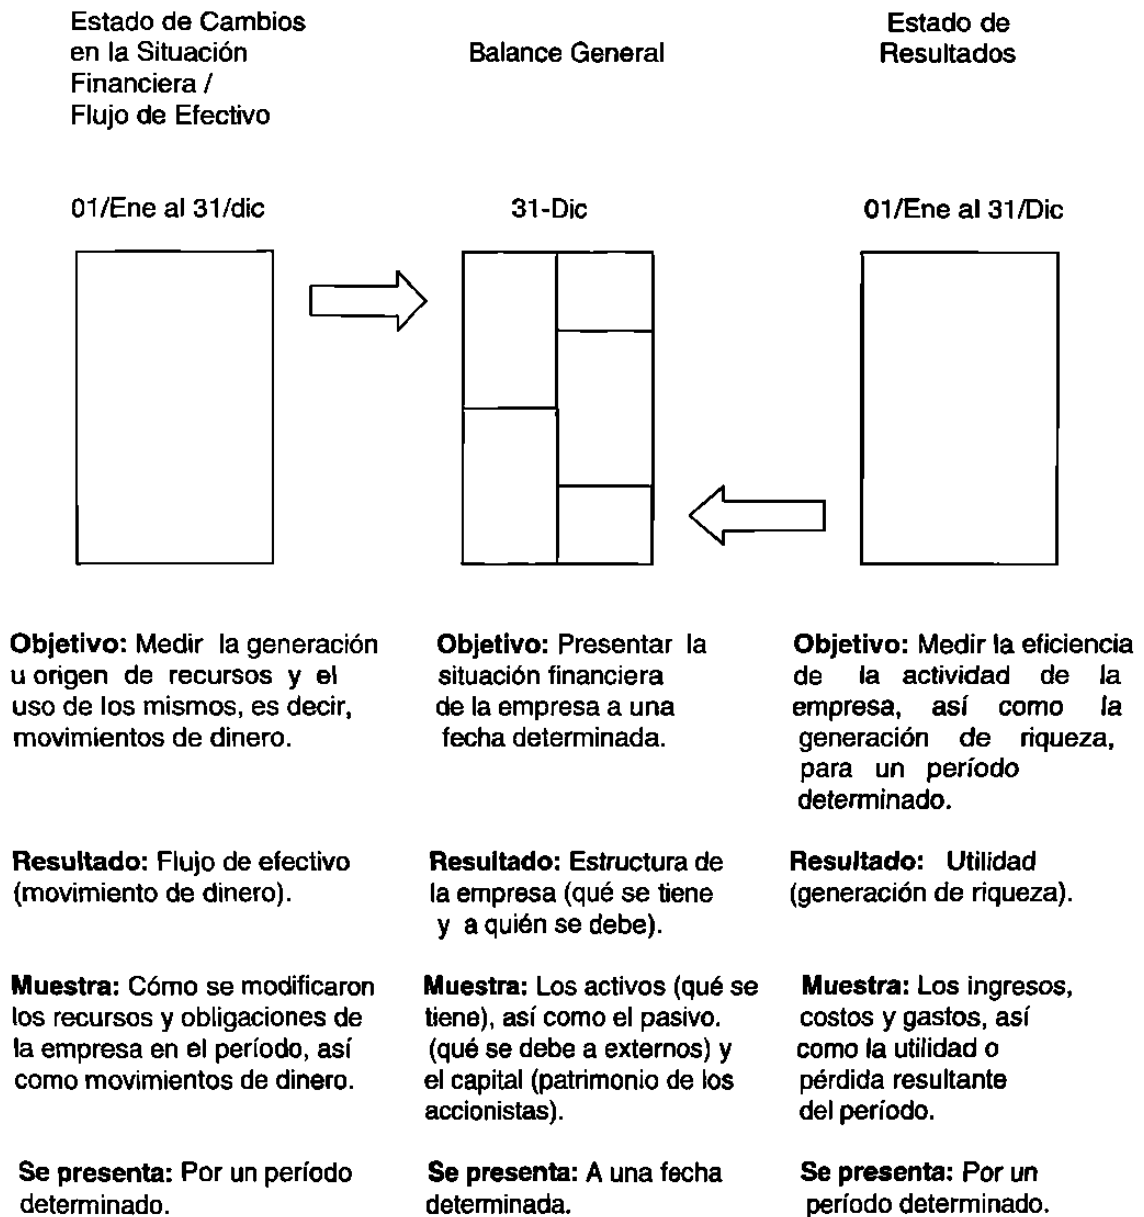 Estado de Cambios
en la Situación
Financiera /
Flujo de Efectivo
Balance General
Estado de
Resultados
01/Ene al 31/dic
31-Dic
01/Ene al 31/Dic
Objetivo: Medir la generación
u origen de recursos y el
uso de los mismos, es decir,
movimientos de dinero.
Objetivo: Presentar la
situación financiera
de la empresa a una
fecha determinada.
Objetivo: Medir la eficiencia
de la actividad de la
empresa, así como la
generación de riqueza,
para un período
determinado.
Resultado: Flujo de efectivo
(movimiento de dinero).
Resultado: Estructura de
la empresa (qué se tiene
y a quién se debe).
Resultado: Utilidad
(generación de riqueza).
Muestra: Cómo se modificaron
los recursos y obligaciones de
la empresa en el período, así
como movimientos de dinero.
Muestra: Los activos (qué se
tiene), así como el pasivo.
(qué se debe a externos) y
el capital (patrimonio de los
accionistas).
Muestra: Los ingresos,
costos y gastos, así
como la utilidad o
pérdida resultante
del período.
Se presenta: Por un período
determinado.
Se presenta: A una fecha
determinada.
Se presenta: Por un
período determinado.